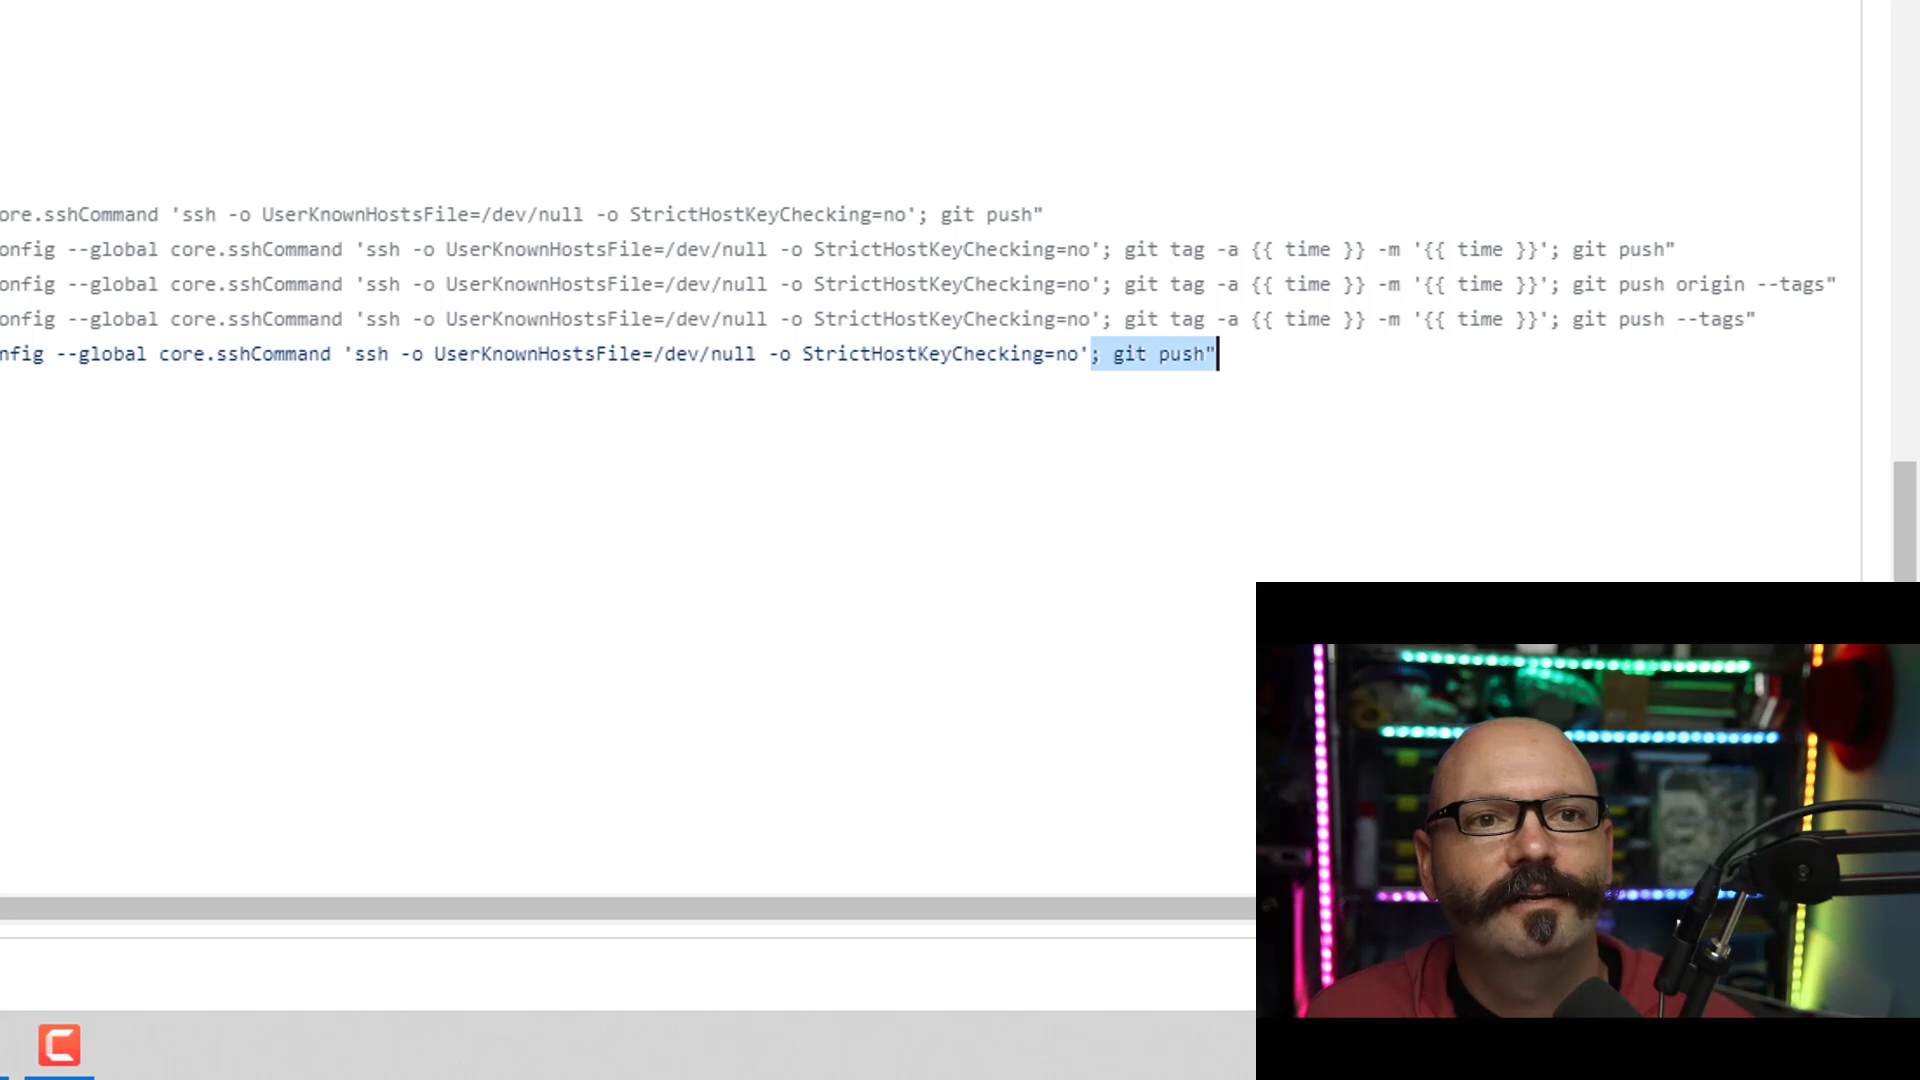 ore.sshCommand 'ssh -o UserKnownHostsFile=/dev/null -o StrictHostKeyChecking=no'; git push"
onfig --global core.sshCommand 'ssh -o UserKnownHostsFile=/dev/null -o StrictHostKeyChecking=no'; git tag -a {{ time }} -m '{{ time }}'; git push"
onfig --global core.sshCommand 'ssh -o UserKnownHostsFile=/dev/null -o StrictHostKeyChecking=no'; git tag -a {{ time }} -m '{{ time }}'; git push origin --tags"
onfig --global core.sshCommand 'ssh -o UserKnownHostsFile=/dev/null -o StrictHostKeyChecking=no'; git tag -a {{ time }} -m '{{ time }}'; git push --tags"
nfig --global core.sshCommand 'ssh -o UserKnownHostsFile=/dev/null -o StrictHostKeyChecking=no'; git push"